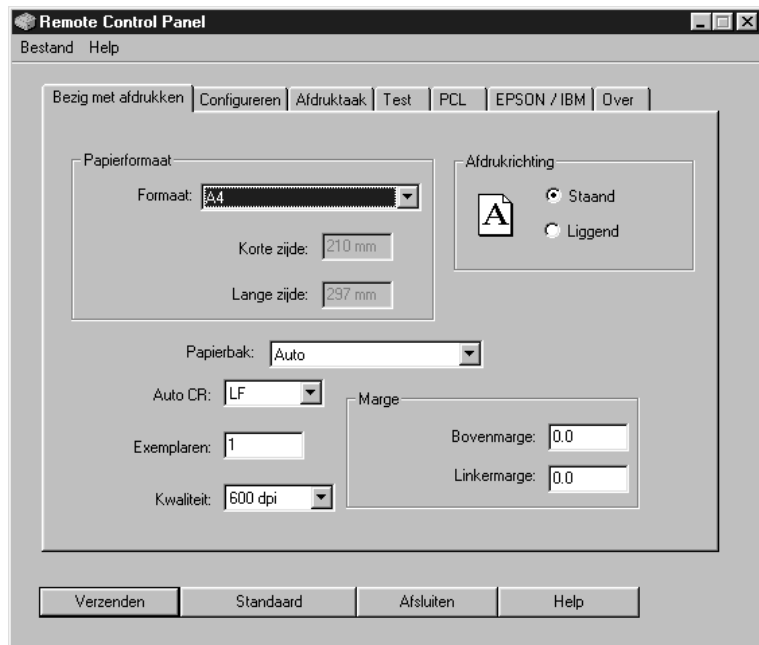 Remote Control Panel
Bestand Help
Bezig met afdrukken Configureren Afdruktaak Test PCL EPSON / IBM Over
Papierformaat
Formaat: A4
Korte zijde: 210 mm
Lange zijde: 297 mm
Afdrukrichting
A
Staand
Liggend
Papierbak: Auto
Auto CR: LF
Exemplaren: 1
Kwaliteit: 600 dpi
Marge
Bovenmarge: 0.0
Linkermarge: 0.0
Verzenden Standaard Afsluiten Help